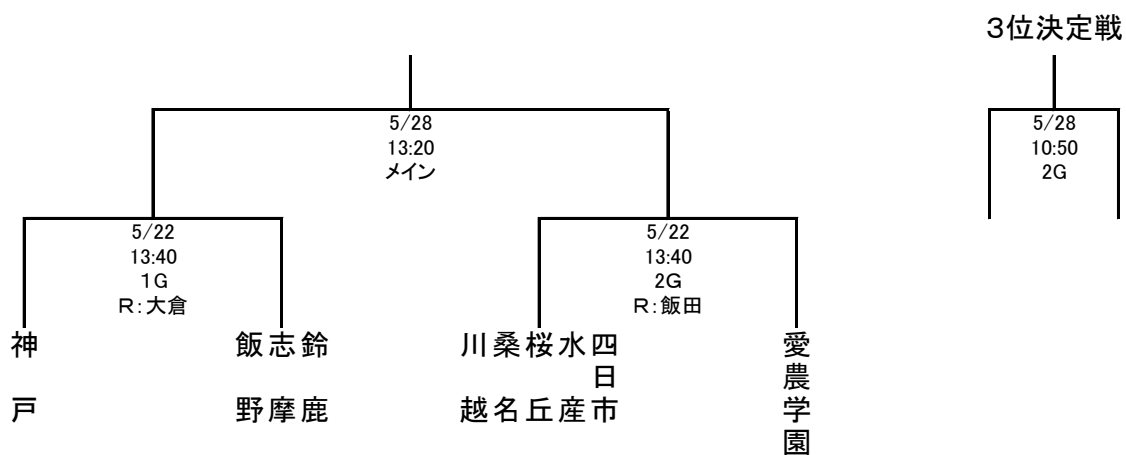 3位決定戦
5/28
13:20
メイン
5/28
10:50
2G
5/22
13:40
1G
R:大倉
5/22
13:40
2G
R:飯田
神戸
鈴鹿
志摩
飯野
四日市
水産
桜丘
桑名
川越
愛農学園